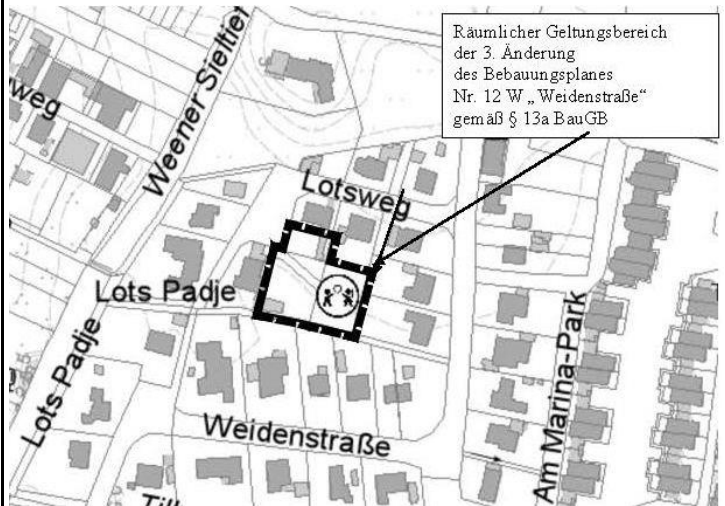 Räumlicher Geltungsbereich
der 3. Änderung
des Bebauungsplanes
Nr. 12 W „Weidenstraße“
gemäß § 13a BauGB
Weener Sieltief
Lotsweg
Lots Padje
Lots Padje
Weidenstraße
Am Marina-Park